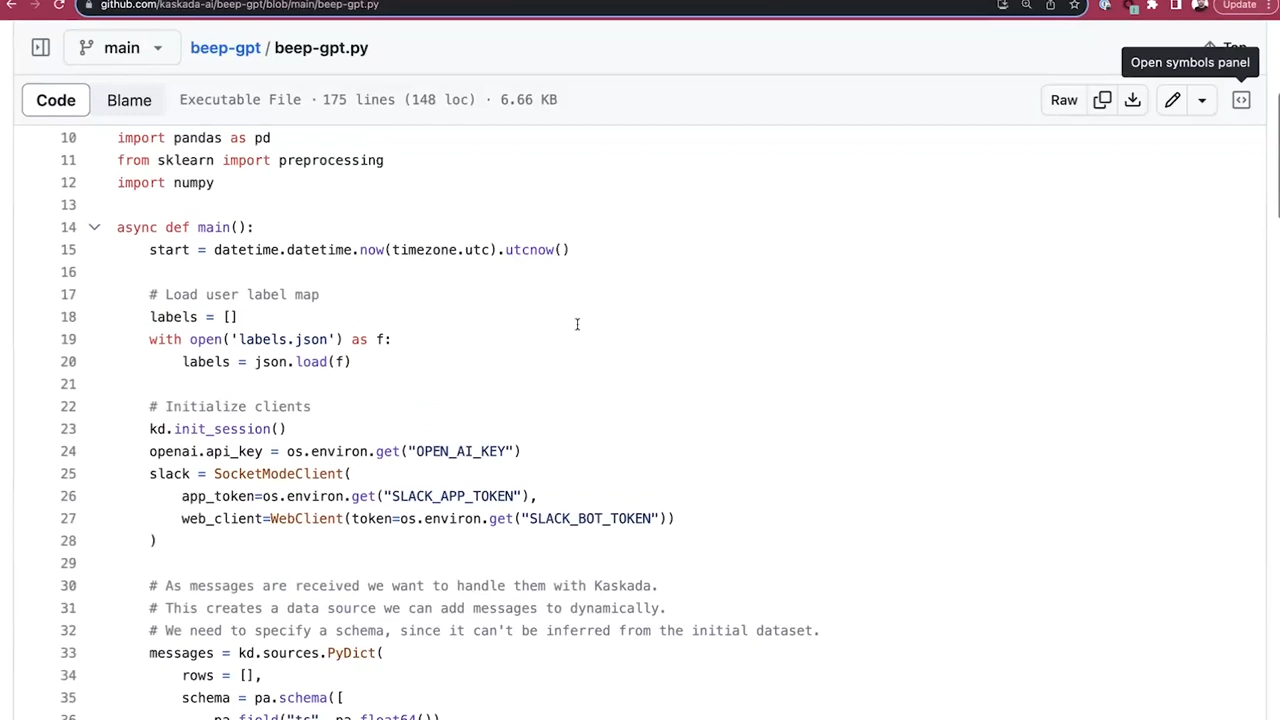 github.com/kaskada-ai/beep-gpt/blob/main/beep-gpt.py
Update
main
beep-gpt / beep-gpt.py
Top
Open symbols panel
Code
Blame
Executable File · 175 lines (148 loc) · 6.66 KB
Raw
10 import pandas as pd
11 from sklearn import preprocessing
12 import numpy
13
14 async def main():
15 start = datetime.datetime.now(timezone.utc).utcnow()
16
17 # Load user label map
18 labels = []
19 with open('labels.json') as f:
20 labels = json.load(f)
21
22 # Initialize clients
23 kd.init_session()
24 openai.api_key = os.environ.get("OPEN_AI_KEY")
25 slack = SocketModeClient(
26 app_token=os.environ.get("SLACK_APP_TOKEN"),
27 web_client=WebClient(token=os.environ.get("SLACK_BOT_TOKEN"))
28 )
29
30 # As messages are received we want to handle them with Kaskada.
31 # This creates a data source we can add messages to dynamically.
32 # We need to specify a schema, since it can't be inferred from the initial dataset.
33 messages = kd.sources.PyDict(
34 rows = [],
35 schema = pa.schema([
36 pa.field("ts", pa.float64())